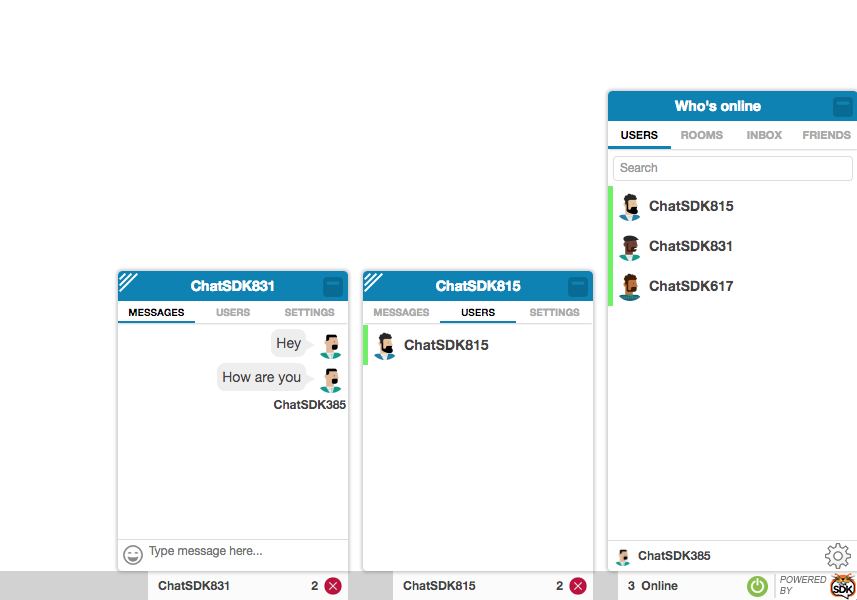 Who's online
USERS ROOMS INBOX FRIENDS
Search
ChatSDK815
ChatSDK831
ChatSDK617
ChatSDK385
ChatSDK831
MESSAGES USERS SETTINGS
Hey
How are you
ChatSDK385
Type message here...
ChatSDK815
MESSAGES USERS SETTINGS
ChatSDK815
ChatSDK831 2
ChatSDK815 2
3 Online
POWERED
BY
SDK